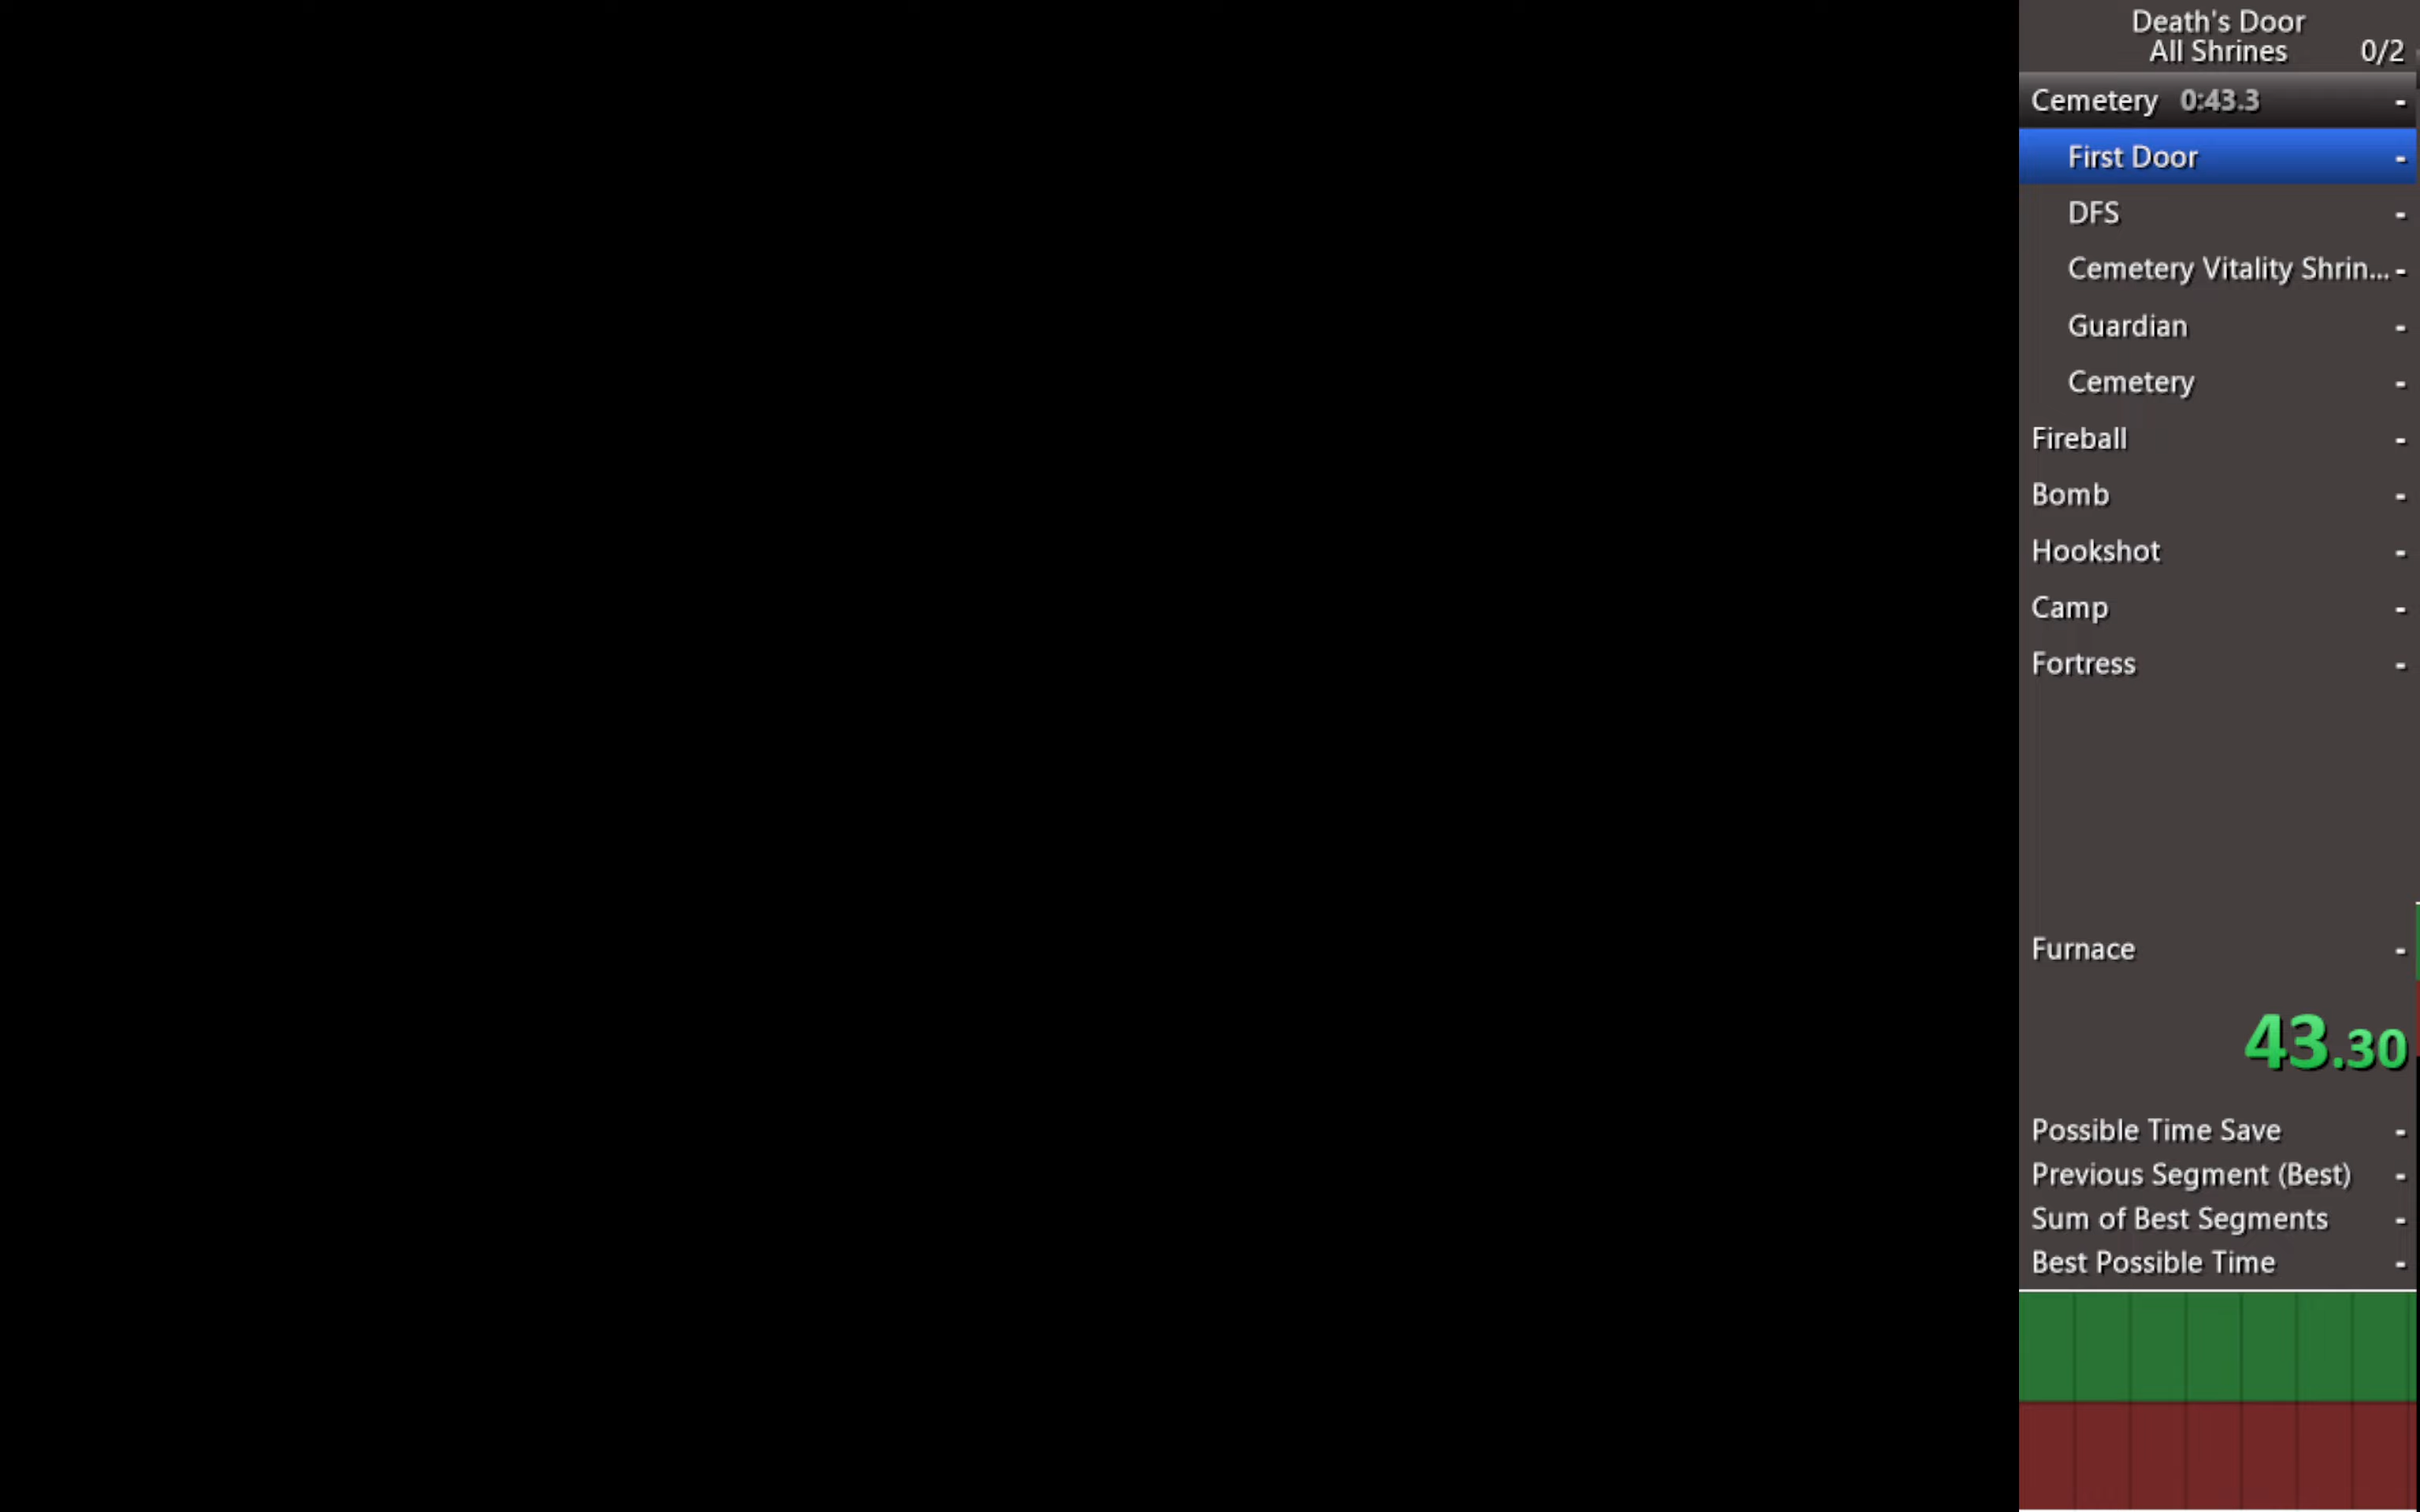 Death's Door
All Shrines 0/2
Cemetery 0:43.3 -
First Door -
DFS -
Cemetery Vitality Shrin... -
Guardian -
Cemetery -
Fireball -
Bomb -
Hookshot -
Camp -
Fortress -
Furnace -
43.30
Possible Time Save -
Previous Segment (Best) -
Sum of Best Segments -
Best Possible Time -